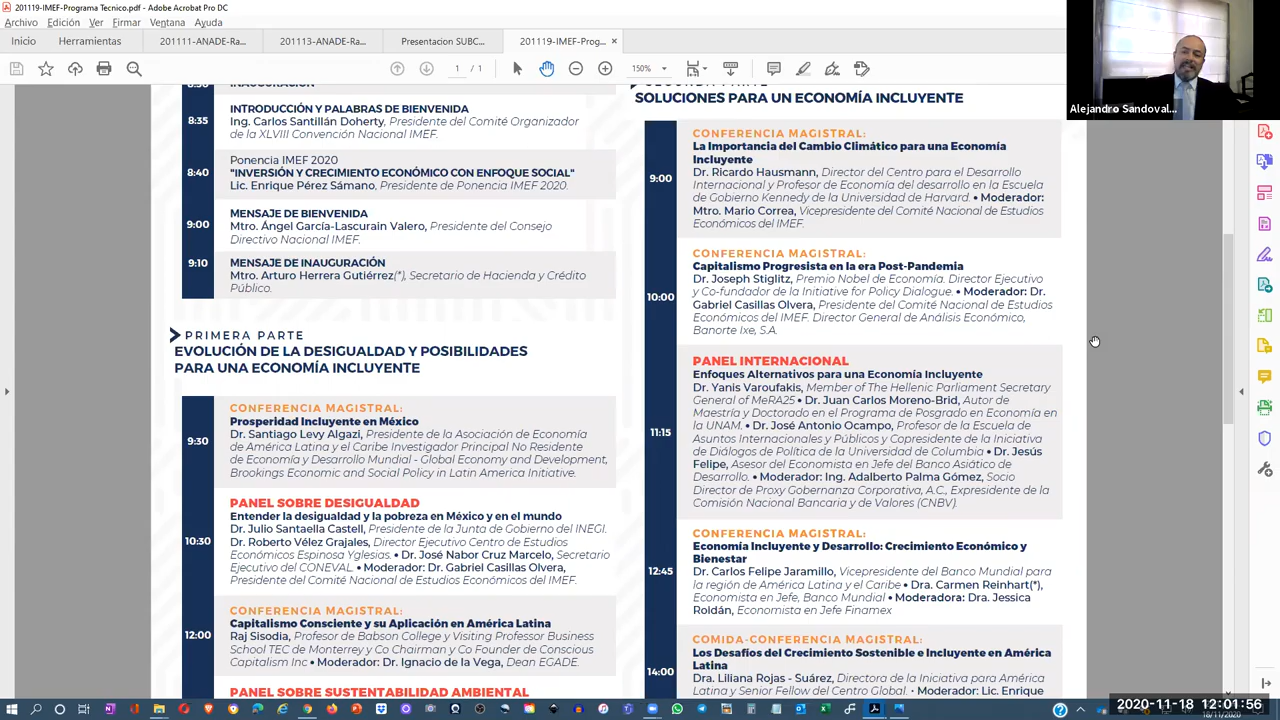 201119-IMEF-Programa Tecnico.pdf - Adobe Acrobat Pro DC
Archivo Edición Ver Firmar Ventana Ayuda
Inicio Herramientas 201111-ANADE-Ra... 201113-ANADE-Ra... Presentacion SUBC... 201119-IMEF-Prog... ×
1 / 1 150%
Alejandro Sandoval...
8:35
INTRODUCCIÓN Y PALABRAS DE BIENVENIDA
Ing. Carlos Santillán Doherty, Presidente del Comité Organizador
de la XLVIII Convención Nacional IMEF.
8:40
Ponencia IMEF 2020
"INVERSIÓN Y CRECIMIENTO ECONÓMICO CON ENFOQUE SOCIAL"
Lic. Enrique Pérez Sámano, Presidente de Ponencia IMEF 2020.
9:00
MENSAJE DE BIENVENIDA
Mtro. Ángel García-Lascurain Valero, Presidente del Consejo
Directivo Nacional IMEF.
9:10
MENSAJE DE INAUGURACIÓN
Mtro. Arturo Herrera Gutiérrez(*), Secretario de Hacienda y Crédito
Público.
PRIMERA PARTE
EVOLUCIÓN DE LA DESIGUALDAD Y POSIBILIDADES
PARA UNA ECONOMÍA INCLUYENTE
9:30
CONFERENCIA MAGISTRAL:
Prosperidad Incluyente en México
Dr. Santiago Levy Algazi, Presidente de la Asociación de Economía
de América Latina y el Caribe Investigador Principal No Residente
de Economía y Desarrollo Mundial - Global Economy and Development,
Brookings Economic and Social Policy in Latin America Initiative.
10:30
PANEL SOBRE DESIGUALDAD
Entender la desigualdad y la pobreza en México y en el mundo
Dr. Julio Santaella Castell, Presidente de la Junta de Gobierno del INEGI.
Dr. Roberto Vélez Grajales, Director Ejecutivo Centro de Estudios
Económicos Espinosa Yglesias. • Dr. José Nabor Cruz Marcelo, Secretario
Ejecutivo del CONEVAL. • Moderador: Dr. Gabriel Casillas Olvera,
Presidente del Comité Nacional de Estudios Económicos del IMEF.
12:00
CONFERENCIA MAGISTRAL:
Capitalismo Consciente y su Aplicación en América Latina
Raj Sisodia, Profesor de Babson College y Visiting Professor Business
School TEC de Monterrey y Co Chairman y Co Founder de Conscious
Capitalism Inc • Moderador: Dr. Ignacio de la Vega, Dean EGADE.
PANEL SOBRE SUSTENTABILIDAD AMBIENTAL
SOLUCIONES PARA UN ECONOMÍA INCLUYENTE
9:00
CONFERENCIA MAGISTRAL:
La Importancia del Cambio Climático para una Economía
Incluyente
Dr. Ricardo Hausmann, Director del Centro para el Desarrollo
Internacional y Profesor de Economía del desarrollo en la Escuela
de Gobierno Kennedy de la Universidad de Harvard. • Moderador:
Mtro. Mario Correa, Vicepresidente del Comité Nacional de Estudios
Económicos del IMEF.
10:00
CONFERENCIA MAGISTRAL:
Capitalismo Progresista en la era Post-Pandemia
Dr. Joseph Stiglitz, Premio Nobel de Economía. Director Ejecutivo
y Co-fundador de la Initiative for Policy Dialogue. • Moderador: Dr.
Gabriel Casillas Olvera, Presidente del Comité Nacional de Estudios
Económicos del IMEF. Director General de Análisis Económico,
Banorte Ixe, S.A.
11:15
PANEL INTERNACIONAL
Enfoques Alternativos para una Economía Incluyente
Dr. Yanis Varoufakis, Member of The Hellenic Parliament Secretary
General of MeRA25 • Dr. Juan Carlos Moreno-Brid, Autor de
Maestría y Doctorado en el Programa de Posgrado en Economía en
la UNAM. • Dr. José Antonio Ocampo, Profesor de la Escuela de
Asuntos Internacionales y Públicos y Copresidente de la Iniciativa
de Diálogos de Política de la Universidad de Columbia • Dr. Jesús
Felipe, Asesor del Economista en Jefe del Banco Asiático de
Desarrollo. • Moderador: Ing. Adalberto Palma Gómez, Socio
Director de Proxy Gobernanza Corporativa, A.C., Expresidente de la
Comisión Nacional Bancaria y de Valores (CNBV).
12:45
CONFERENCIA MAGISTRAL:
Economía Incluyente y Desarrollo: Crecimiento Económico y
Bienestar
Dr. Carlos Felipe Jaramillo, Vicepresidente del Banco Mundial para
la región de América Latina y el Caribe • Dra. Carmen Reinhart(*),
Economista en Jefe, Banco Mundial • Moderadora: Dra. Jessica
Roldán, Economista en Jefe Finamex
14:00
COMIDA-CONFERENCIA MAGISTRAL:
Los Desafíos del Crecimiento Sostenible e Incluyente en América
Latina
Dra. Liliana Rojas - Suárez, Directora de la Iniciativa para América
Latina y Senior Fellow del Centro Global. • Moderador: Lic. Enrique
2020-11-18 12:01:56
18/11/2020